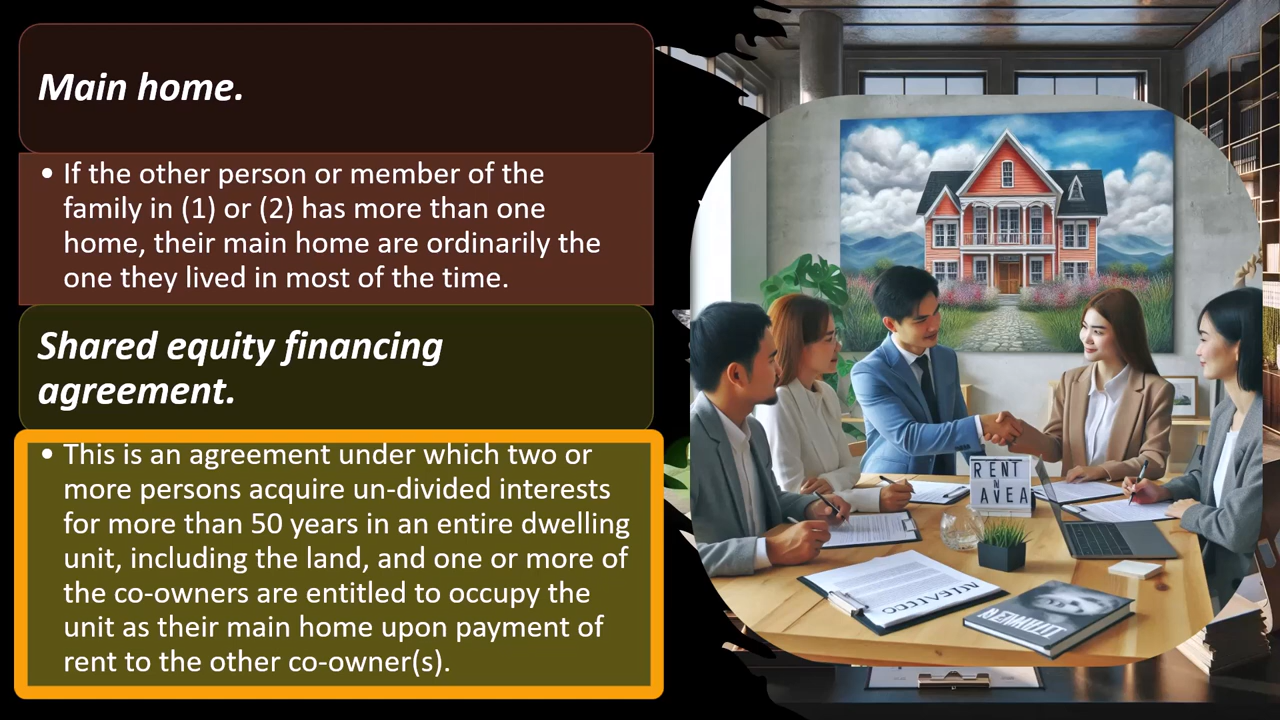 Main home.
• If the other person or member of the
family in (1) or (2) has more than one
home, their main home are ordinarily the
one they lived in most of the time.
Shared equity financing
agreement.
• This is an agreement under which two or
more persons acquire un-divided interests
for more than 50 years in an entire dwelling
unit, including the land, and one or more of
the co-owners are entitled to occupy the
unit as their main home upon payment of
rent to the other co-owner(s).
RENT
N
AVEA